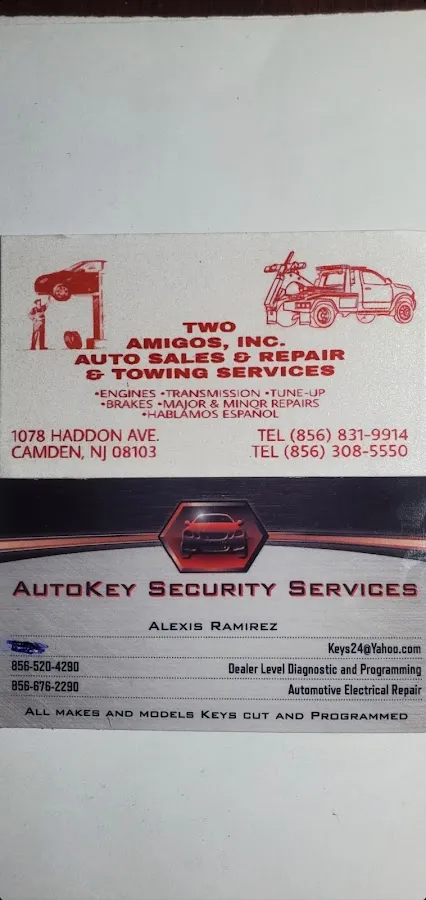 TWO
AMIGOS, INC.
AUTO SALES & REPAIR
& TOWING SERVICES
•ENGINES •TRANSMISSION •TUNE-UP
•BRAKES •MAJOR & MINOR REPAIRS
•HABLAMOS ESPAÑOL
1078 HADDON AVE. TEL (856) 831-9914
CAMDEN, NJ 08103 TEL (856) 308-5550
AUTOKEY SECURITY SERVICES
ALEXIS RAMIREZ
Keys24@Yahoo.com
856-520-4290 Dealer Level Diagnostic and Programming
856-676-2290 Automotive Electrical Repair
ALL MAKES AND MODELS KEYS CUT AND PROGRAMMED